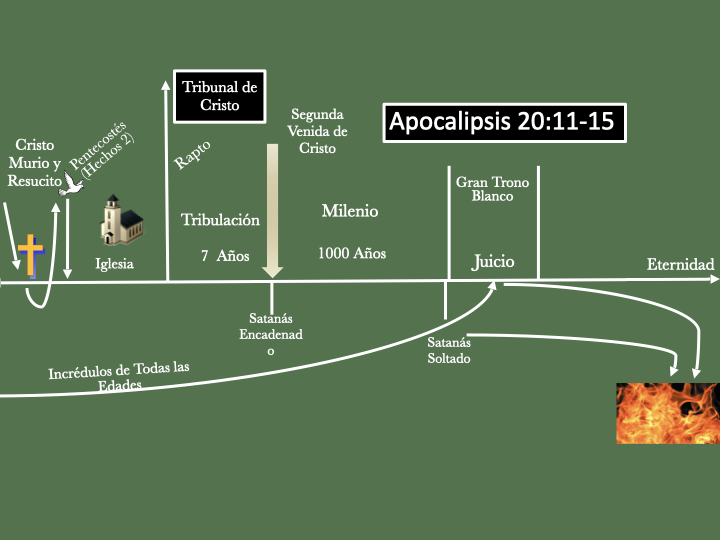 Tribunal de
Cristo
Apocalipsis 20:11-15
Cristo
Murio y
Resucito
Pentecostés
(Hechos 2)
Rapto
Segunda
Venida de
Cristo
Gran Trono
Blanco
Tribulación
7 Años
Milenio
1000 Años
Iglesia
Juicio
Eternidad
Satanás
Encadenad
o
Satanás
Soltado
Incrédulos de Todas las
Edades